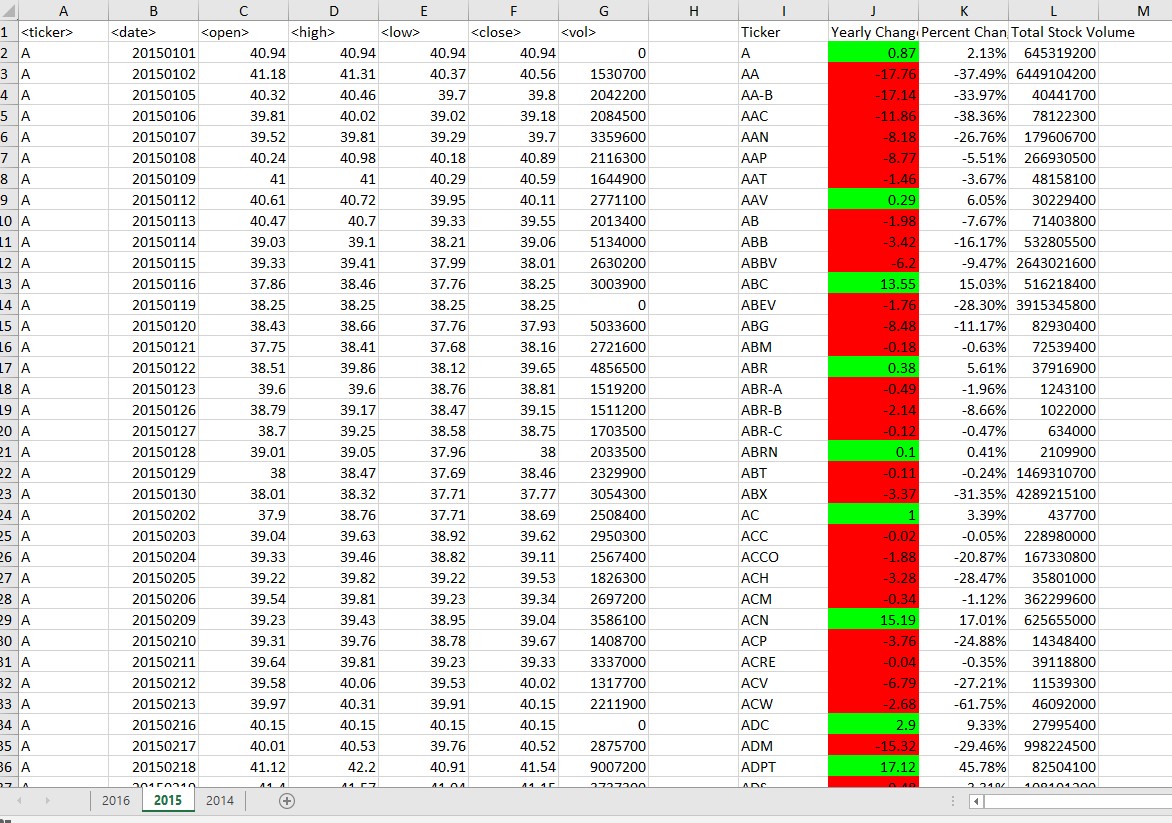 A B C D E F G H I J K L M
1 <ticker> <date> <open> <high> <low> <close> <vol> Ticker Yearly Chang Percent Chan Total Stock Volume
2 A 20150101 40.94 40.94 40.94 40.94 0 A 0.87 2.13% 645319200
3 A 20150102 41.18 41.31 40.37 40.56 1530700 AA -17.76 -37.49% 6449104200
4 A 20150105 40.32 40.46 39.7 39.8 2042200 AA-B -17.14 -33.97% 40441700
5 A 20150106 39.81 40.02 39.02 39.18 2084500 AAC -11.86 -38.36% 78122300
6 A 20150107 39.52 39.81 39.29 39.7 3359600 AAN -8.18 -26.76% 179606700
7 A 20150108 40.24 40.98 40.18 40.89 2116300 AAP -8.77 -5.51% 266930500
8 A 20150109 41 41 40.29 40.59 1644900 AAT -1.46 -3.67% 48158100
9 A 20150112 40.61 40.72 39.95 40.11 2771100 AAV 0.29 6.05% 30229400
10 A 20150113 40.47 40.7 39.33 39.55 2013400 AB -1.98 -7.67% 71403800
11 A 20150114 39.03 39.1 38.21 39.06 5134000 ABB -3.42 -16.17% 532805500
12 A 20150115 39.33 39.41 37.99 38.01 2630200 ABBV -6.2 -9.47% 2643021600
13 A 20150116 37.86 38.46 37.76 38.25 3003900 ABC 13.55 15.03% 516218400
14 A 20150119 38.25 38.25 38.25 38.25 0 ABEV -1.76 -28.30% 3915345800
15 A 20150120 38.43 38.66 37.76 37.93 5033600 ABG -8.48 -11.17% 82930400
16 A 20150121 37.75 38.41 37.68 38.16 2721600 ABM -0.18 -0.63% 72539400
17 A 20150122 38.51 39.86 38.12 39.65 4856500 ABR 0.38 5.61% 37916900
18 A 20150123 39.6 39.6 38.76 38.81 1519200 ABR-A -0.49 -1.96% 1243100
19 A 20150126 38.79 39.17 38.47 39.15 1511200 ABR-B -2.14 -8.66% 1022000
20 A 20150127 38.7 39.25 38.58 38.75 1703500 ABR-C -0.12 -0.47% 634000
21 A 20150128 39.01 39.05 37.96 38 2033500 ABRN 0.1 0.41% 2109900
22 A 20150129 38 38.47 37.69 38.46 2329900 ABT -0.11 -0.24% 1469310700
23 A 20150130 38.01 38.32 37.71 37.77 3054300 ABX -3.37 -31.35% 4289215100
24 A 20150202 37.9 38.76 37.71 38.69 2508400 AC 1 3.39% 437700
25 A 20150203 39.04 39.63 38.92 39.62 2950300 ACC -0.02 -0.05% 228980000
26 A 20150204 39.33 39.46 38.82 39.11 2567400 ACCO -1.88 -20.87% 167330800
27 A 20150205 39.22 39.82 39.22 39.53 1826300 ACH -3.28 -28.47% 35801000
28 A 20150206 39.54 39.81 39.23 39.34 2697200 ACM -0.34 -1.12% 362299600
29 A 20150209 39.23 39.43 38.95 39.04 3586100 ACN 15.19 17.01% 625655000
30 A 20150210 39.31 39.76 38.78 39.67 1408700 ACP -3.76 -24.88% 14348400
31 A 20150211 39.64 39.81 39.23 39.33 3337000 ACRE -0.04 -0.35% 39118800
32 A 20150212 39.58 40.06 39.53 40.02 1317700 ACV -6.79 -27.21% 11539300
33 A 20150213 39.97 40.31 39.91 40.15 2211900 ACW -2.68 -61.75% 46092000
34 A 20150216 40.15 40.15 40.15 40.15 0 ADC 2.9 9.33% 27995400
35 A 20150217 40.01 40.53 39.76 40.52 2875700 ADM -15.32 -29.46% 998224500
36 A 20150218 41.12 42.2 40.91 41.54 9007200 ADPT 17.12 45.78% 82504100
2016 2015 2014